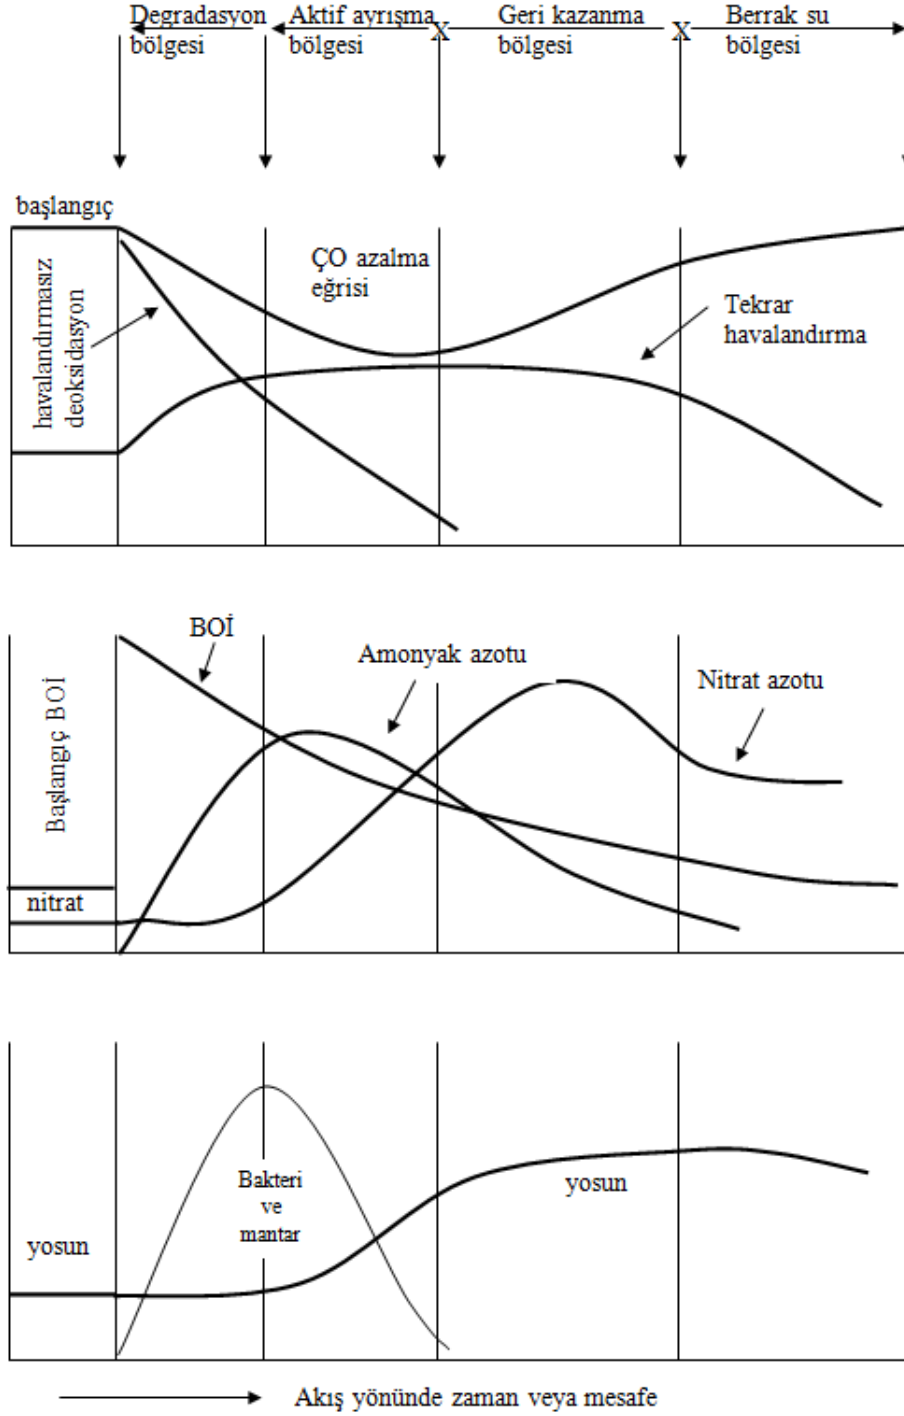 Degradasyon
bölgesi
Aktif ayrışma
bölgesi
X
Geri kazanma
bölgesi
X
Berrak su
bölgesi
başlangıç
havalandırmasız
deoksidasyon
ÇO azalma
eğrisi
Tekrar
havalandırma
BOİ
Amonyak azotu
Nitrat azotu
Başlangıç BOİ
nitrat
Bakteri
ve
mantar
yosun
yosun
Akış yönünde zaman veya mesafe